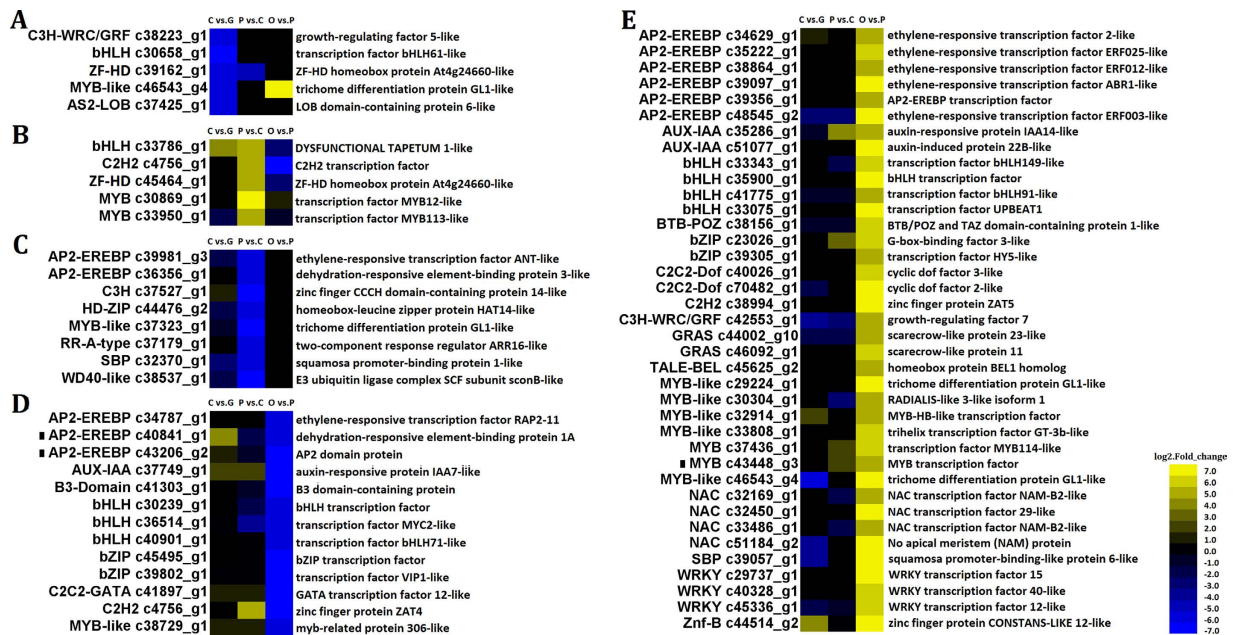 A
C vs.G P vs.C O vs.P
C3H-WRC/GRF c38223_g1 growth-regulating factor 5-like
bHLH c30658_g1 transcription factor bHLH61-like
ZF-HD c39162_g1 ZF-HD homeobox protein At4g24660-like
MYB-like c46543_g4 trichome differentiation protein GL1-like
AS2-LOB c37425_g1 LOB domain-containing protein 6-like
B
C vs.G P vs.C O vs.P
bHLH c33786_g1 DYSFUNCTIONAL TAPETUM 1-like
C2H2 c4756_g1 C2H2 transcription factor
ZF-HD c45464_g1 ZF-HD homeobox protein At4g24660-like
MYB c30869_g1 transcription factor MYB12-like
MYB c33950_g1 transcription factor MYB113-like
C
C vs.G P vs.C O vs.P
AP2-EREBP c39981_g3 ethylene-responsive transcription factor ANT-like
AP2-EREBP c36356_g1 dehydration-responsive element-binding protein 3-like
C3H c37527_g1 zinc finger CCCH domain-containing protein 14-like
HD-ZIP c44476_g2 homeobox-leucine zipper protein HAT14-like
MYB-like c37323_g1 trichome differentiation protein GL1-like
RR-A-type c37179_g1 two-component response regulator ARR16-like
SBP c32370_g1 squamosa promoter-binding protein 1-like
WD40-like c38537_g1 E3 ubiquitin ligase complex SCF subunit sconB-like
D
C vs.G P vs.C O vs.P
AP2-EREBP c34787_g1 ethylene-responsive transcription factor RAP2-11
AP2-EREBP c40841_g1 dehydration-responsive element-binding protein 1A
AP2-EREBP c43206_g2 AP2 domain protein
AUX-IAA c37749_g1 auxin-responsive protein IAA7-like
B3-Domain c41303_g1 B3 domain-containing protein
bHLH c30239_g1 bHLH transcription factor
bHLH c36514_g1 transcription factor MYC2-like
bHLH c40901_g1 transcription factor bHLH71-like
bZIP c45495_g1 bZIP transcription factor
bZIP c39802_g1 transcription factor VIP1-like
C2C2-GATA c41897_g1 GATA transcription factor 12-like
C2H2 c4756_g1 zinc finger protein ZAT4
MYB-like c38729_g1 myb-related protein 306-like
E
C vs.G P vs.C O vs.P
AP2-EREBP c34629_g1 ethylene-responsive transcription factor 2-like
AP2-EREBP c35222_g1 ethylene-responsive transcription factor ERF025-like
AP2-EREBP c38864_g1 ethylene-responsive transcription factor ERF012-like
AP2-EREBP c39097_g1 ethylene-responsive transcription factor ABR1-like
AP2-EREBP c39356_g1 AP2-EREBP transcription factor
AP2-EREBP c48545_g2 ethylene-responsive transcription factor ERF003-like
AUX-IAA c35286_g1 auxin-responsive protein IAA14-like
AUX-IAA c51077_g1 auxin-induced protein 22B-like
bHLH c33343_g1 transcription factor bHLH149-like
bHLH c35900_g1 bHLH transcription factor
bHLH c41775_g1 transcription factor bHLH91-like
bHLH c33075_g1 transcription factor UPBEAT1
BTB-POZ c38156_g1 BTB/POZ and TAZ domain-containing protein 1-like
bZIP c23026_g1 G-box-binding factor 3-like
bZIP c39305_g1 transcription factor HY5-like
C2C2-Dof c40026_g1 cyclic dof factor 3-like
C2C2-Dof c70482_g1 cyclic dof factor 2-like
C2H2 c38994_g1 zinc finger protein ZAT5
C3H-WRC/GRF c42553_g1 growth-regulating factor 7
GRAS c44002_g10 scarecrow-like protein 23-like
GRAS c46092_g1 scarecrow-like protein 11
TALE-BEL c45625_g2 homeobox protein BEL1 homolog
MYB-like c29224_g1 trichome differentiation protein GL1-like
MYB-like c30304_g1 RADIALIS-like 3-like isoform 1
MYB-like c32914_g1 MYB-HB-like transcription factor
MYB-like c33808_g1 trihelix transcription factor GT-3b-like
MYB c37436_g1 transcription factor MYB114-like
MYB c43448_g3 MYB transcription factor
MYB-like c46543_g4 trichome differentiation protein GL1-like
NAC c32169_g1 NAC transcription factor NAM-B2-like
NAC c32450_g1 NAC transcription factor 29-like
NAC c33486_g1 NAC transcription factor NAM-B2-like
NAC c51184_g2 No apical meristem (NAM) protein
SBP c39057_g1 squamosa promoter-binding-like protein 6-like
WRKY c29737_g1 WRKY transcription factor 15
WRKY c40328_g1 WRKY transcription factor 40-like
WRKY c45336_g1 WRKY transcription factor 12-like
Znf-B c44514_g2 zinc finger protein CONSTANS-LIKE 12-like
log2.Fold_change
7.0
6.0
5.0
4.0
3.0
2.0
1.0
0.0
-1.0
-2.0
-3.0
-4.0
-5.0
-6.0
-7.0